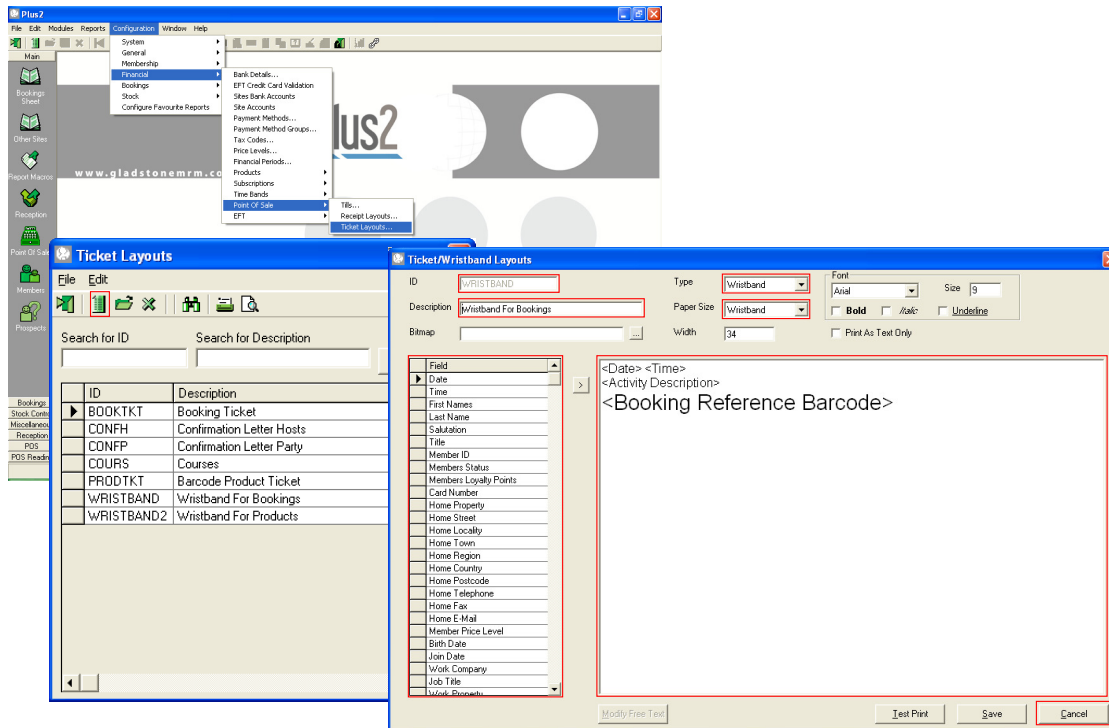 Plus2
File Edit Modules Reports Configuration Window Help
Main
Bookings
Sheet
Other Sites
Report Macros
Reception
Point Of Sale
Members
Prospects
Bookings
Stock Contr
Miscellaneou
Reception
POS
POS Readin
System
General
Membership
Financial
Bookings
Stock
Configure Favourite Reports
Bank Details...
EFT Credit Card Validation
Sites Bank Accounts
Site Accounts
Payment Methods...
Payment Method Groups...
Tax Codes...
Price Levels...
Financial Periods...
Products
Subscriptions
Time Bands
Point Of Sale
EFT
Tills...
Receipt Layouts...
Ticket Layouts...
lus2
www.gladstonemrm.co
Ticket Layouts
File Edit
Search for ID Search for Description
ID Description
BOOKTKT Booking Ticket
CONFH Confirmation Letter Hosts
CONFP Confirmation Letter Party
COURS Courses
PRODTKT Barcode Product Ticket
WRISTBAND Wristband For Bookings
WRISTBAND2 Wristband For Products
Ticket/Wristband Layouts
ID WRISTBAND Type Wristband Font Arial Size 9
Description Wristband For Bookings Paper Size Wristband Bold Italic Underline
Bitmap ... Width 34 Print As Text Only
Field
Date
Time
First Names
Last Name
Salutation
Title
Member ID
Members Status
Members Loyalty Points
Card Number
Home Property
Home Street
Home Locality
Home Town
Home Region
Home Country
Home Postcode
Home Telephone
Home Fax
Home E-Mail
Member Price Level
Birth Date
Join Date
Work Company
Job Title
Work Property
>
<Date> <Time>
<Activity Description>
<Booking Reference Barcode>
Modify Free Text Test Print Save Cancel